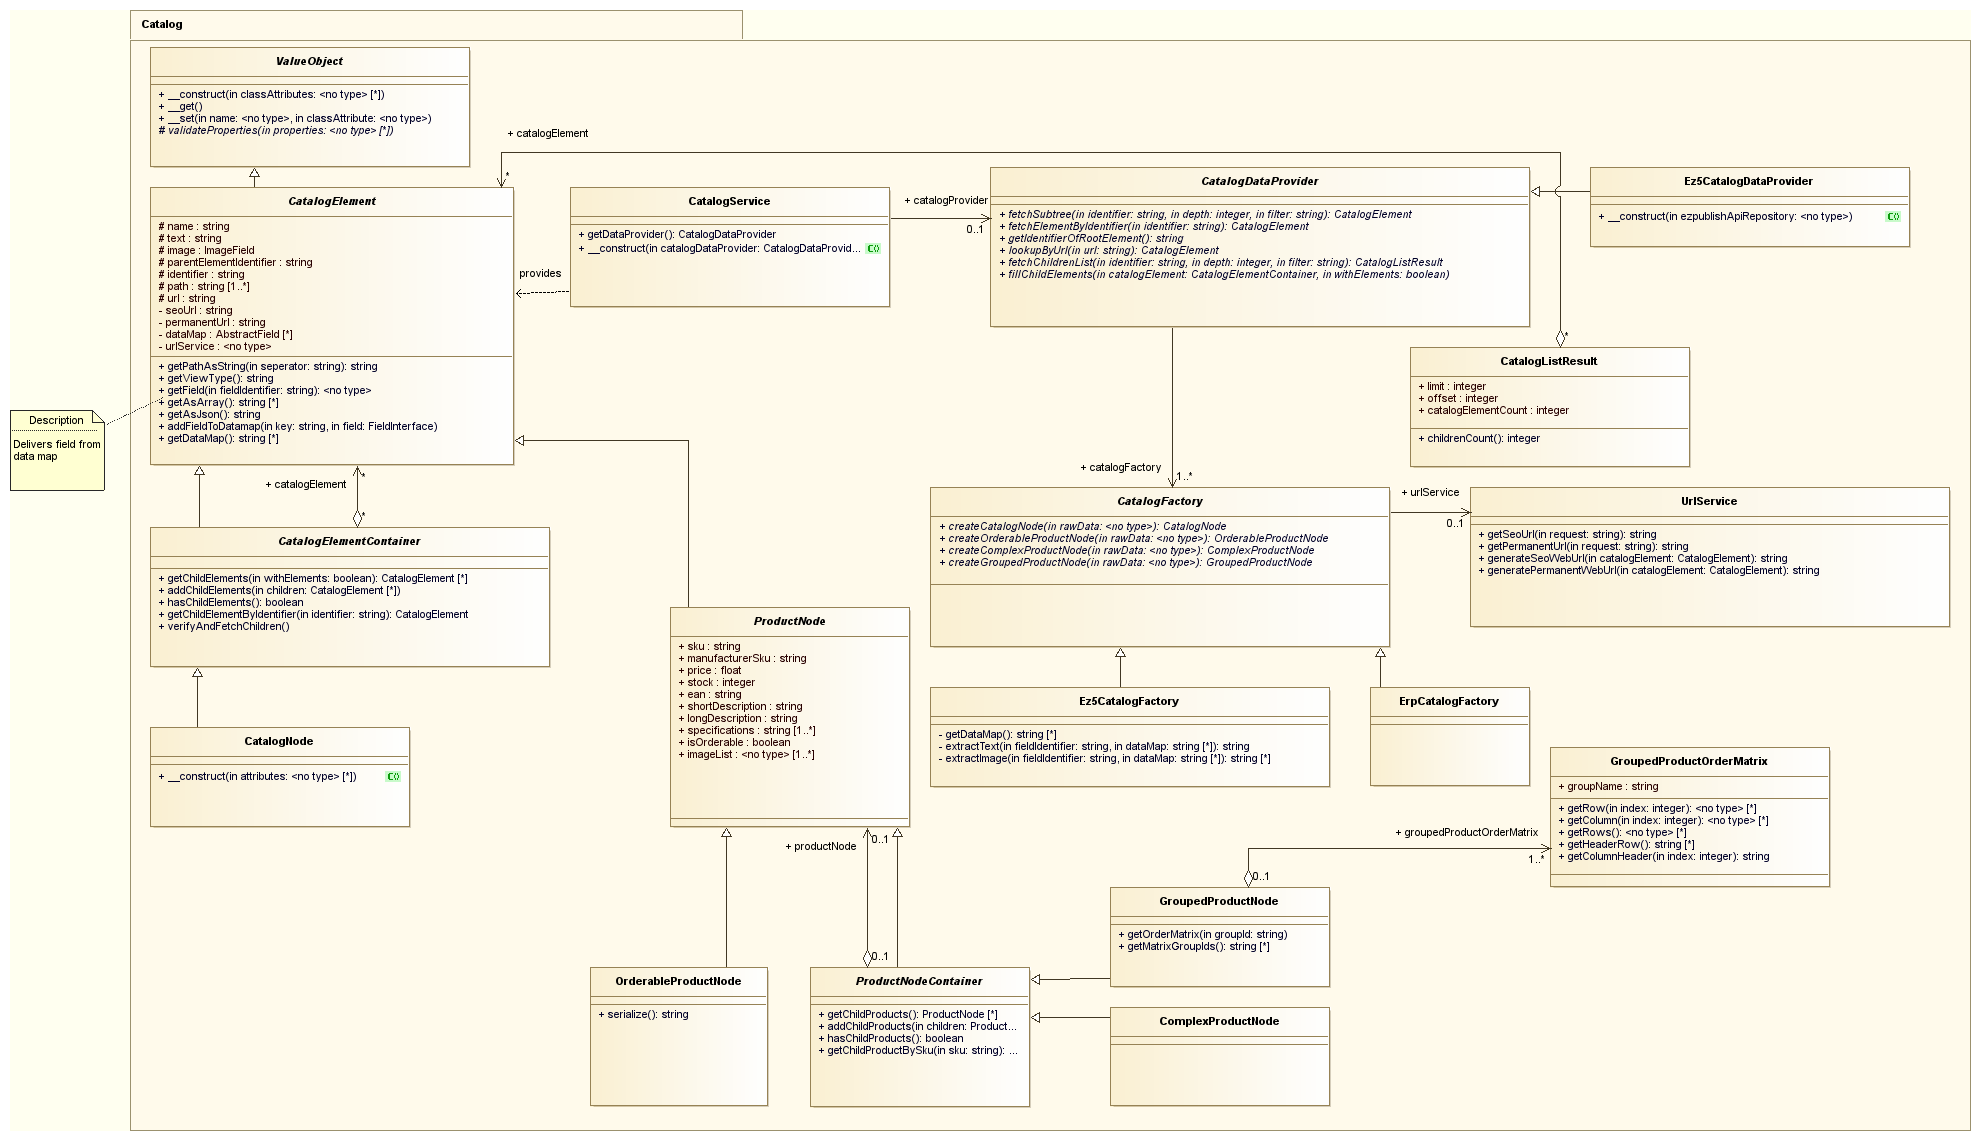 Catalog
ValueObject
+ __construct(in classAttributes: <no type> [*])
+ __get()
+ __set(in name: <no type>, in classAttribute: <no type>)
# validateProperties(in properties: <no type> [*])
+ catalogElement
*
CatalogElement
# name : string
# text : string
# image : ImageField
# parentElementIdentifier : string
# identifier : string
# path : string [1..*]
# url : string
- seoUrl : string
- permanentUrl : string
- dataMap : AbstractField [*]
- urlService : <no type>
+ getPathAsString(in seperator: string): string
+ getViewType(): string
+ getField(in fieldIdentifier: string): <no type>
+ getAsArray(): string [*]
+ getAsJson(): string
+ addFieldToDatamap(in key: string, in field: FieldInterface)
+ getDataMap(): string [*]
Description
Delivers field from
data map
CatalogService
+ getDataProvider(): CatalogDataProvider
+ __construct(in catalogDataProvider: CatalogDataProvid... C()
provides
+ catalogProvider
0..1
CatalogDataProvider
+ fetchSubtree(in identifier: string, in depth: integer, in filter: string): CatalogElement
+ fetchElementByIdentifier(in identifier: string): CatalogElement
+ getIdentifierOfRootElement(): string
+ lookupByUrl(in url: string): CatalogElement
+ fetchChildrenList(in identifier: string, in depth: integer, in filter: string): CatalogListResult
+ fillChildElements(in catalogElement: CatalogElementContainer, in withElements: boolean)
Ez5CatalogDataProvider
+ __construct(in ezpublishApiRepository: <no type>) C()
*
CatalogListResult
+ limit : integer
+ offset : integer
+ catalogElementCount : integer
+ childrenCount(): integer
+ catalogFactory
1..*
CatalogFactory
+ createCatalogNode(in rawData: <no type>): CatalogNode
+ createOrderableProductNode(in rawData: <no type>): OrderableProductNode
+ createComplexProductNode(in rawData: <no type>): ComplexProductNode
+ createGroupedProductNode(in rawData: <no type>): GroupedProductNode
+ urlService
0..1
UrlService
+ getSeoUrl(in request: string): string
+ getPermanentUrl(in request: string): string
+ generateSeoWebUrl(in catalogElement: CatalogElement): string
+ generatePermanentWebUrl(in catalogElement: CatalogElement): string
*
+ catalogElement
*
CatalogElementContainer
+ getChildElements(in withElements: boolean): CatalogElement [*]
+ addChildElements(in children: CatalogElement [*])
+ hasChildElements(): boolean
+ getChildElementByIdentifier(in identifier: string): CatalogElement
+ verifyAndFetchChildren()
CatalogNode
+ __construct(in attributes: <no type> [*]) C()
ProductNode
+ sku : string
+ manufacturerSku : string
+ price : float
+ stock : integer
+ ean : string
+ shortDescription : string
+ longDescription : string
+ specifications : string [1..*]
+ isOrderable : boolean
+ imageList : <no type> [1..*]
Ez5CatalogFactory
- getDataMap(): string [*]
- extractText(in fieldIdentifier: string, in dataMap: string [*]): string
- extractImage(in fieldIdentifier: string, in dataMap: string [*]): string [*]
ErpCatalogFactory
GroupedProductOrderMatrix
+ groupName : string
+ getRow(in index: integer): <no type> [*]
+ getColumn(in index: integer): <no type> [*]
+ getRows(): <no type> [*]
+ getHeaderRow(): string [*]
+ getColumnHeader(in index: integer): string
+ groupedProductOrderMatrix
1..*
0..1
+ productNode
0..1
0..1
GroupedProductNode
+ getOrderMatrix(in groupId: string)
+ getMatrixGroupIds(): string [*]
OrderableProductNode
+ serialize(): string
ProductNodeContainer
+ getChildProducts(): ProductNode [*]
+ addChildProducts(in children: Product...
+ hasChildProducts(): boolean
+ getChildProductBySku(in sku: string): ...
ComplexProductNode